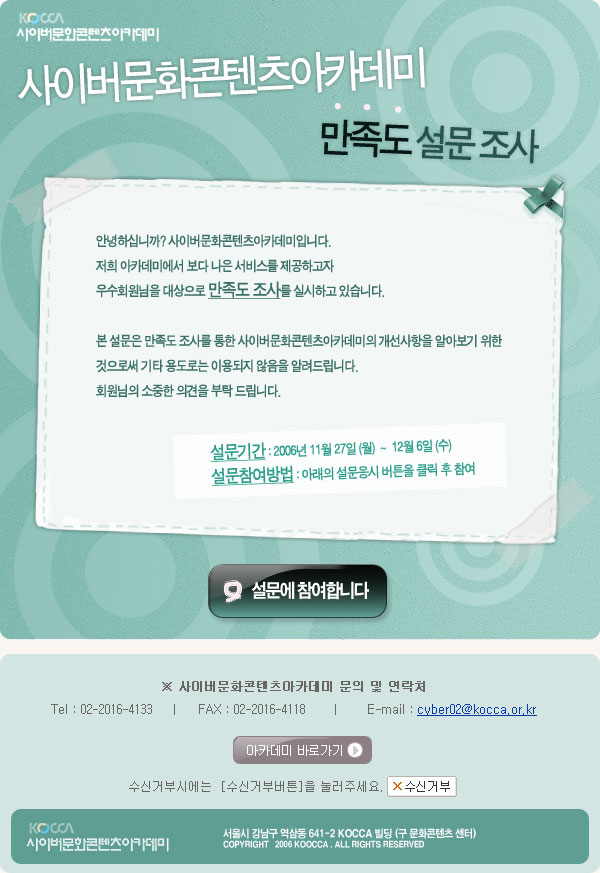 KOCCA
사이버문화콘텐츠아카데미
사이버문화콘텐츠아카데미
만족도 설문 조사
안녕하십니까? 사이버문화콘텐츠아카데미입니다.
저희 아카데미에서 보다 나은 서비스를 제공하고자
우수회원님을 대상으로 만족도 조사를 실시하고 있습니다.
본 설문은 만족도 조사를 통한 사이버문화콘텐츠아카데미의 개선사항을 알아보기 위한
것으로써 기타 용도로는 이용되지 않음을 알려드립니다.
회원님의 소중한 의견을 부탁 드립니다.
설문기간 : 2006년 11월 27일 (월) ~ 12월 6일 (수)
설문참여방법 : 아래의 설문응시 버튼을 클릭 후 참여
설문에 참여합니다
※ 사이버문화콘텐츠아카데미 문의 및 연락처
Tel : 02-2016-4133 | FAX : 02-2016-4118 | E-mail : cyber02@kocca.or.kr
아카데미 바로가기
수신거부시에는 [수신거부버튼]을 눌러주세요. ×수신거부
KOCCA
사이버문화콘텐츠아카데미
서울시 강남구 역삼동 641-2 KOCCA 빌딩 (구 문화콘텐츠 센터)
COPYRIGHT 2006 KOOCCA . ALL RIGHTS RESERVED